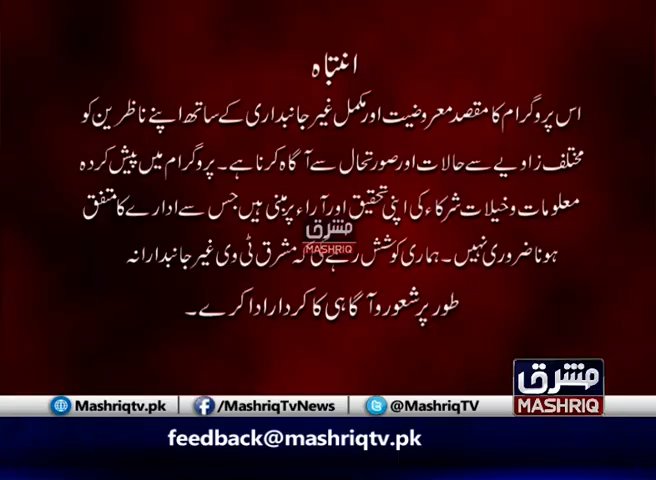 انتباہ
اس پروگرام کا مقصد معروضیت اور مکمل غیر جانبداری کے ساتھ اپنے ناظرین کو
مختلف زاویے سے حالات اور صورتحال سے آگاہ کرنا ہے۔ پروگرام میں پیش کردہ
معلومات و خیلات شرکاء کی اپنی تحقیق اور آراء پر مبنی ہیں جس سے ادارے کا متفق
ہونا ضروری نہیں۔ ہماری کوشش رہے گی کہ مشرق ٹی وی غیر جانبدارانہ
طور پر شعور و آگاہی کا کردار ادا کرے۔
مشرق
MASHRIQ
مشرق
MASHRIQ
Mashriqtv.pk
/MashriqTvNews
@MashriqTV
feedback@mashriqtv.pk